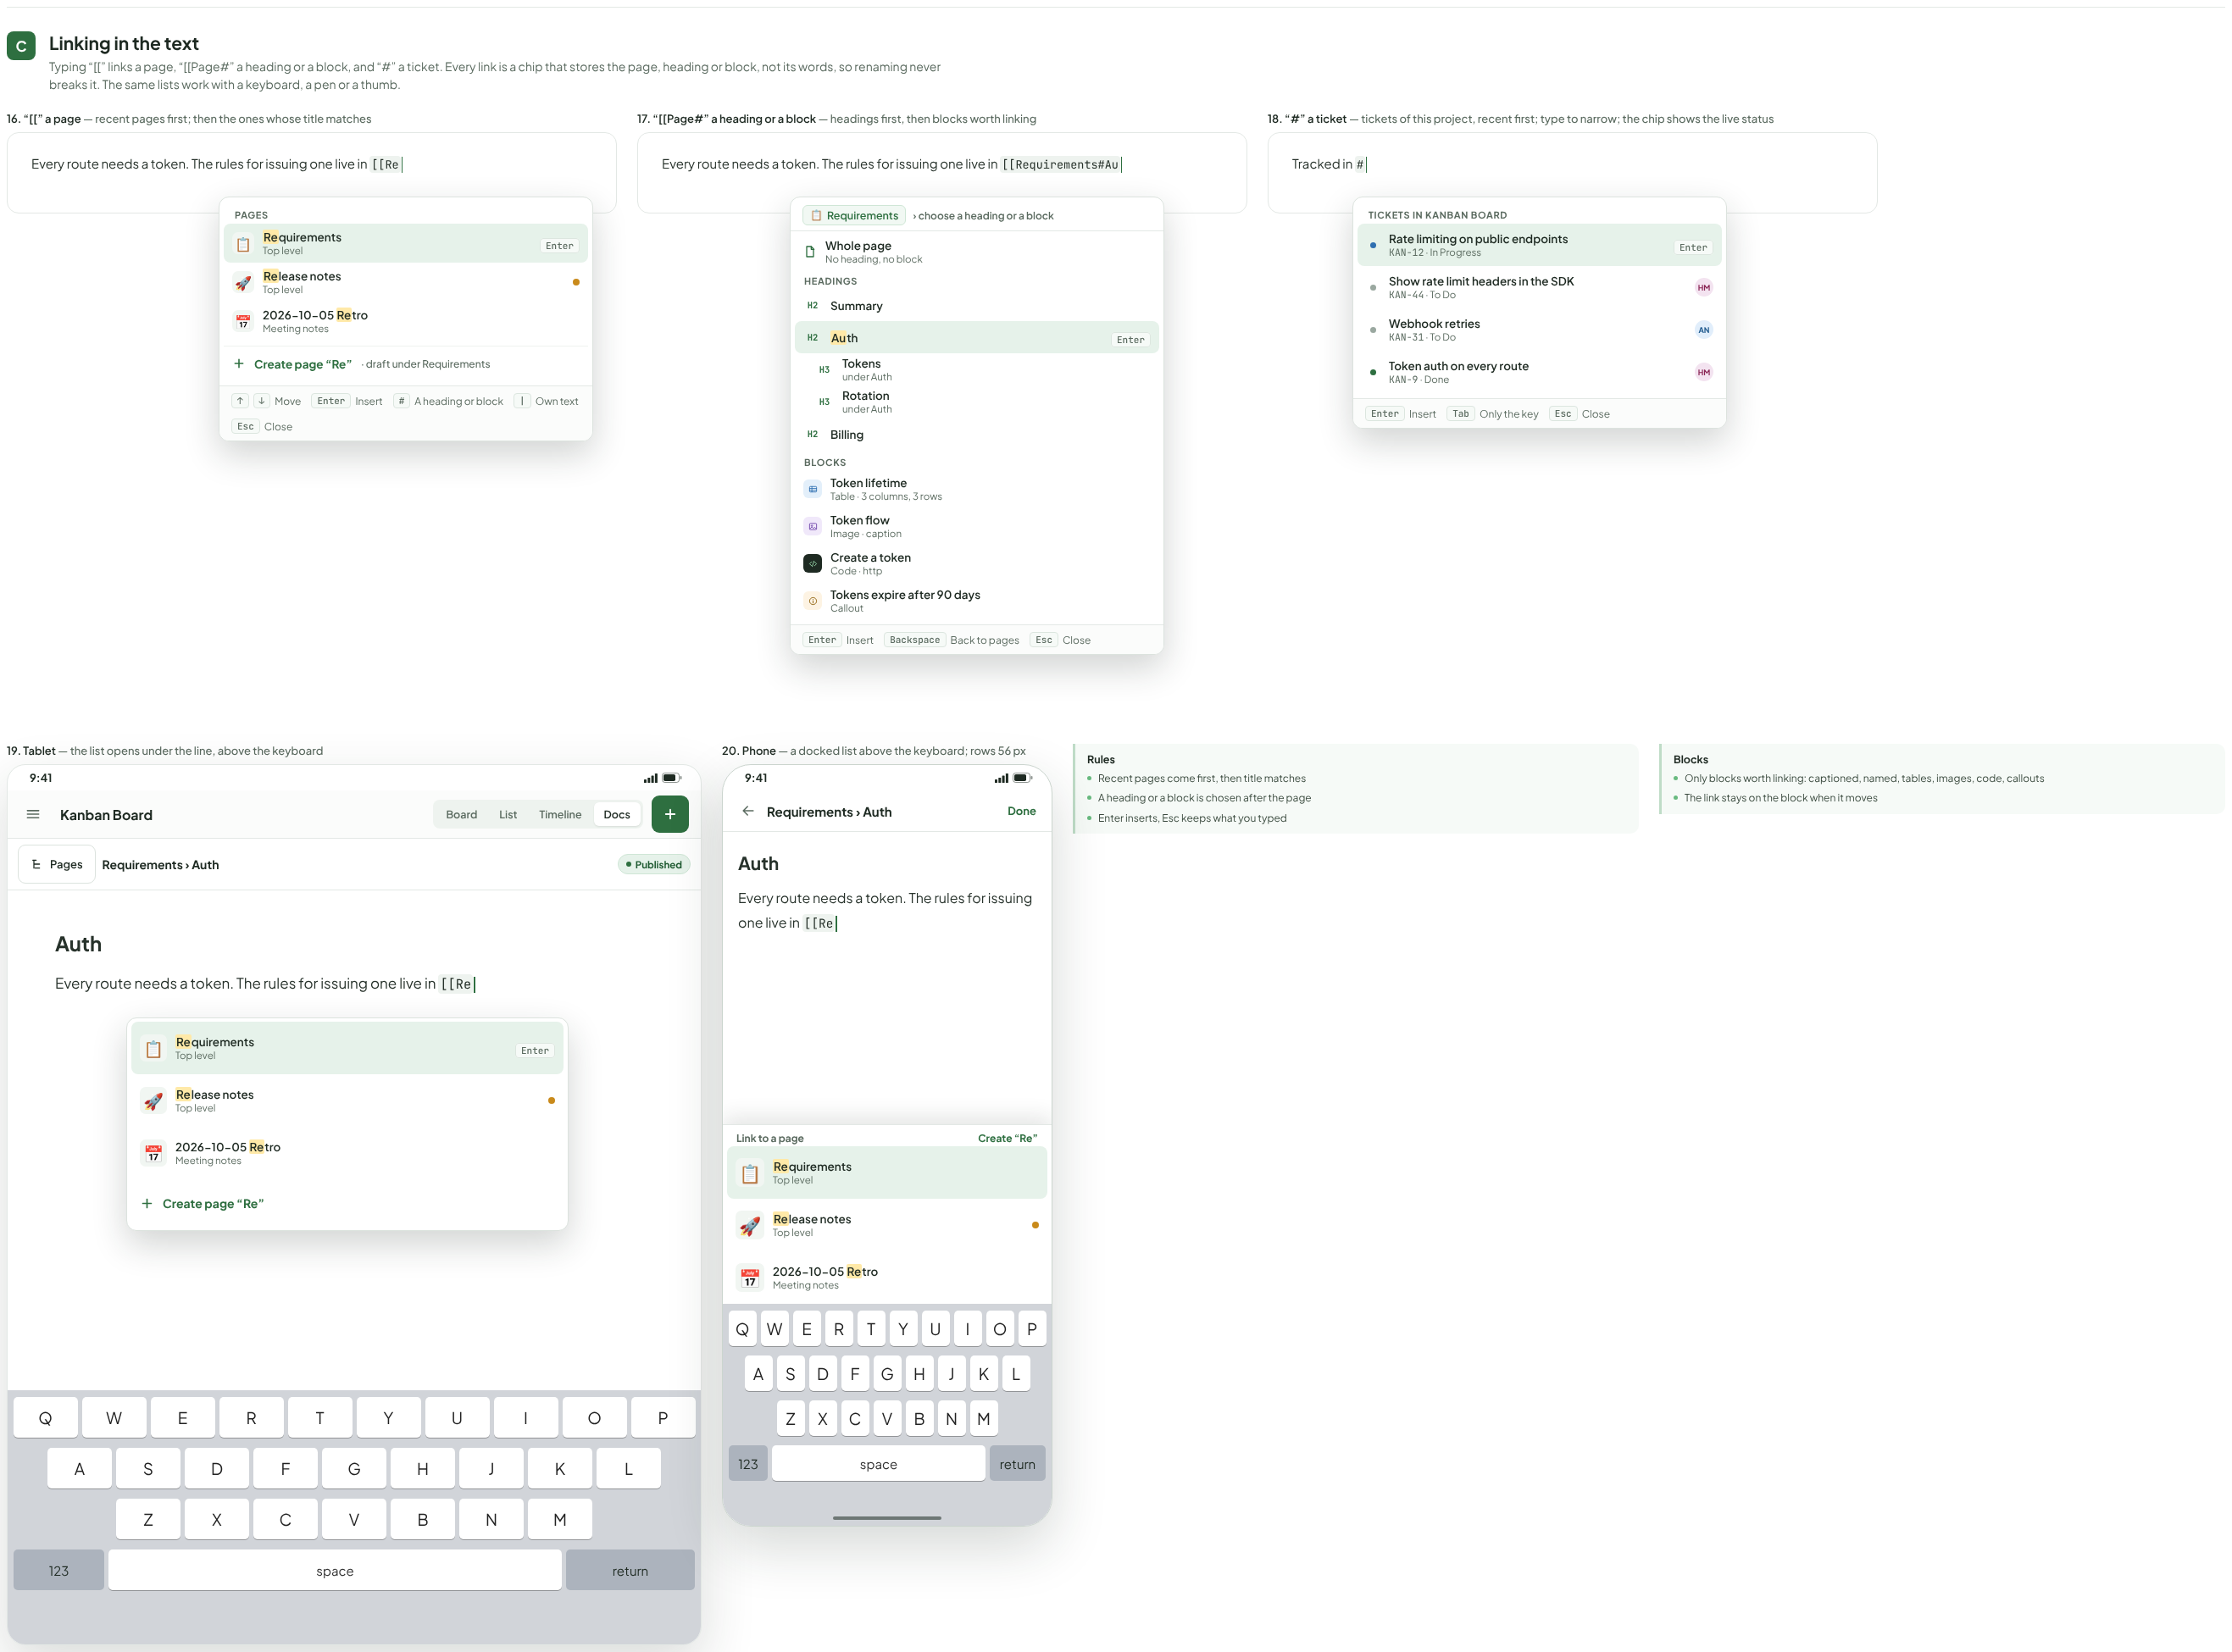 C
Linking in the text
Typing “[[” links a page, “[[Page#” a heading or a block, and “#” a ticket. Every link is a chip that stores the page, heading or block, not its words, so renaming never
breaks it. The same lists work with a keyboard, a pen or a thumb.
16. “[[” a page — recent pages first; then the ones whose title matches
Every route needs a token. The rules for issuing one live in [[Re
PAGES
Requirements
Top level
Enter
Release notes
Top level
2026-10-05 Retro
Meeting notes
+ Create page “Re” · draft under Requirements
↑ ↓ Move Enter Insert # A heading or block | Own text
Esc Close
17. “[[Page#” a heading or a block — headings first, then blocks worth linking
Every route needs a token. The rules for issuing one live in [[Requirements#Au
Requirements › choose a heading or a block
Whole page
No heading, no block
HEADINGS
H2 Summary
H2 Auth Enter
H3 Tokens
under Auth
H3 Rotation
under Auth
H2 Billing
BLOCKS
Token lifetime
Table · 3 columns, 3 rows
Token flow
Image · caption
Create a token
Code · http
Tokens expire after 90 days
Callout
Enter Insert Backspace Back to pages Esc Close
18. “#” a ticket — tickets of this project, recent first; type to narrow; the chip shows the live status
Tracked in #
TICKETS IN KANBAN BOARD
Rate limiting on public endpoints
KAN-12 · In Progress
Enter
Show rate limit headers in the SDK
KAN-44 · To Do
HM
Webhook retries
KAN-31 · To Do
AN
Token auth on every route
KAN-9 · Done
HM
Enter Insert Tab Only the key Esc Close
19. Tablet — the list opens under the line, above the keyboard
9:41
Kanban Board
Board List Timeline Docs +
Pages Requirements › Auth Published
Auth
Every route needs a token. The rules for issuing one live in [[Re
Requirements
Top level
Enter
Release notes
Top level
2026-10-05 Retro
Meeting notes
+ Create page “Re”
Q W E R T Y U I O P
A S D F G H J K L
Z X C V B N M
123 space return
20. Phone — a docked list above the keyboard; rows 56 px
9:41
Requirements › Auth Done
Auth
Every route needs a token. The rules for issuing
one live in [[Re
Link to a page Create “Re”
Requirements
Top level
Release notes
Top level
2026-10-05 Retro
Meeting notes
Q W E R T Y U I O P
A S D F G H J K L
Z X C V B N M
123 space return
Rules
Recent pages come first, then title matches
A heading or a block is chosen after the page
Enter inserts, Esc keeps what you typed
Blocks
Only blocks worth linking: captioned, named, tables, images, code, callouts
The link stays on the block when it moves